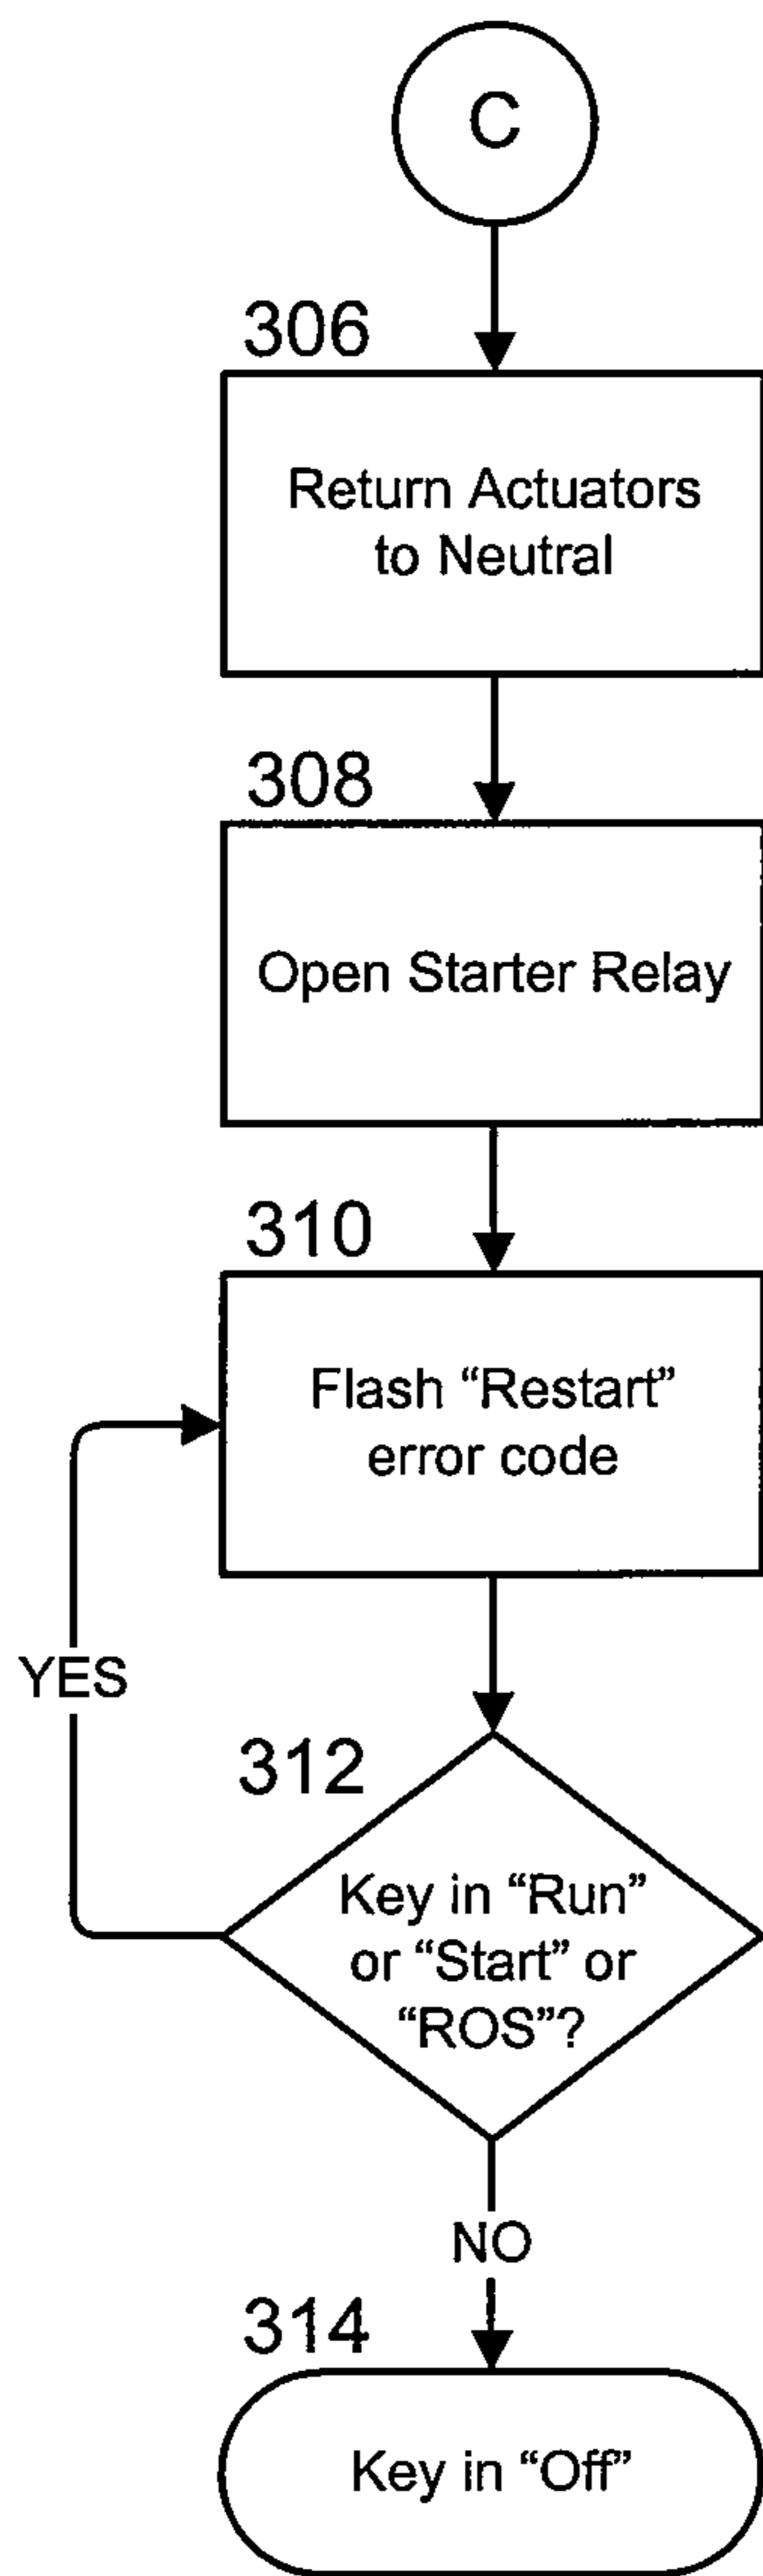 C
306
Return Actuators
to Neutral
308
Open Starter Relay
310
Flash “Restart”
error code
YES
312
Key in “Run”
or “Start” or
“ROS”?
NO
314
Key in “Off”